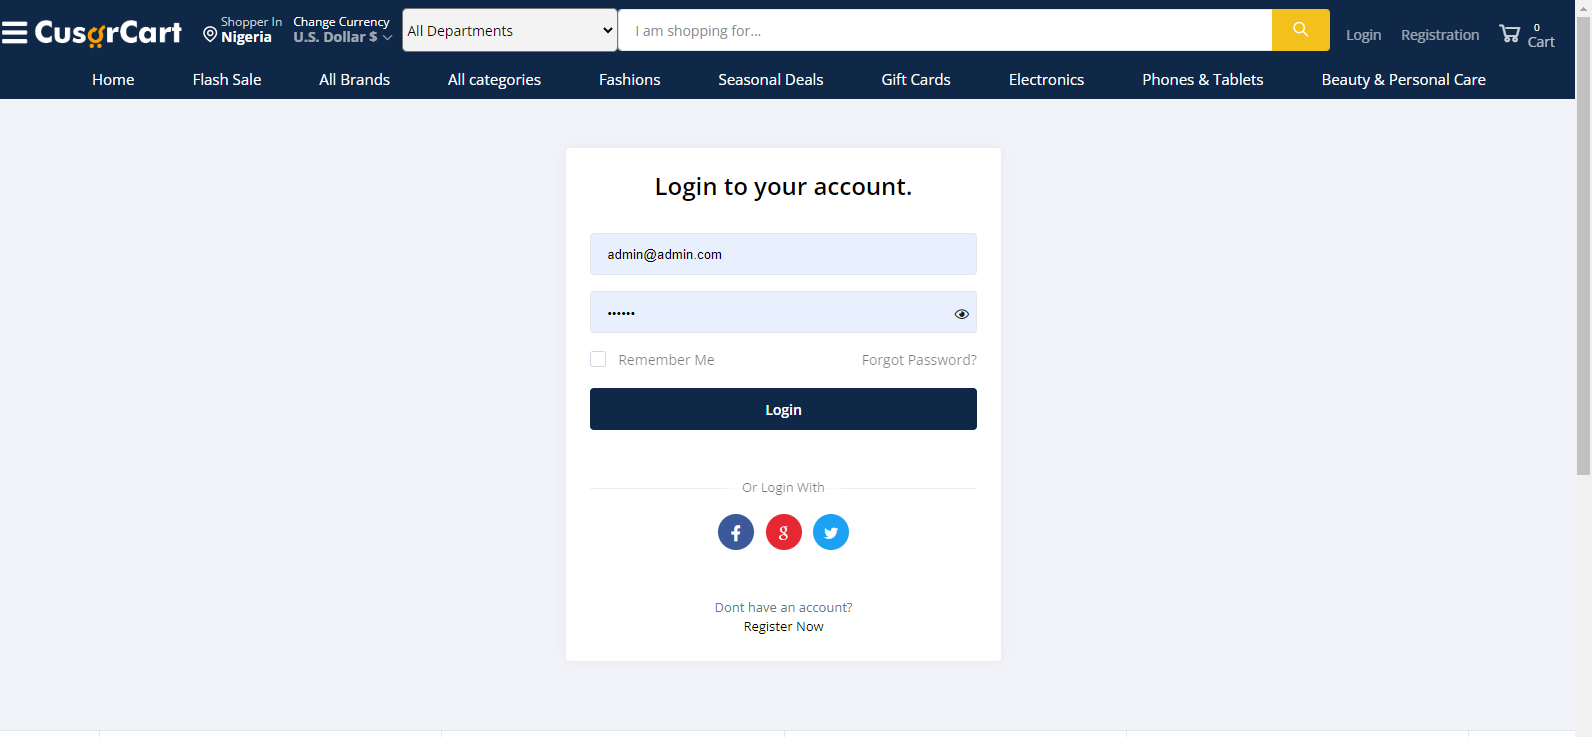 CusorCart
Shopper In
Nigeria
Change Currency
U.S. Dollar $
All Departments
I am shopping for...
Login
Registration
0
Cart
Home
Flash Sale
All Brands
All categories
Fashions
Seasonal Deals
Gift Cards
Electronics
Phones & Tablets
Beauty & Personal Care
Login to your account.
admin@admin.com
••••••
Remember Me
Forgot Password?
Login
Or Login With
Dont have an account?
Register Now